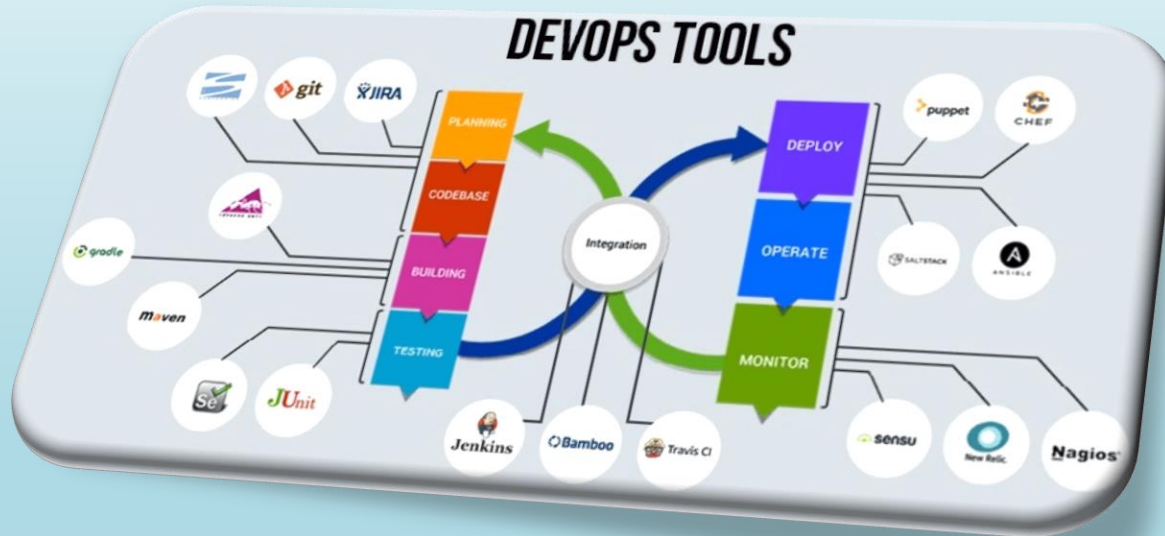 DEVOPS TOOLS
git
JIRA
PLANNING
CODEBASE
BUILDING
TESTING
gradle
maven
Se
JUnit
Integration
Jenkins
Bamboo
Travis CI
DEPLOY
OPERATE
MONITOR
puppet
CHEF
SALTSTACK
ANSIBLE
sensu
New Relic
Nagios